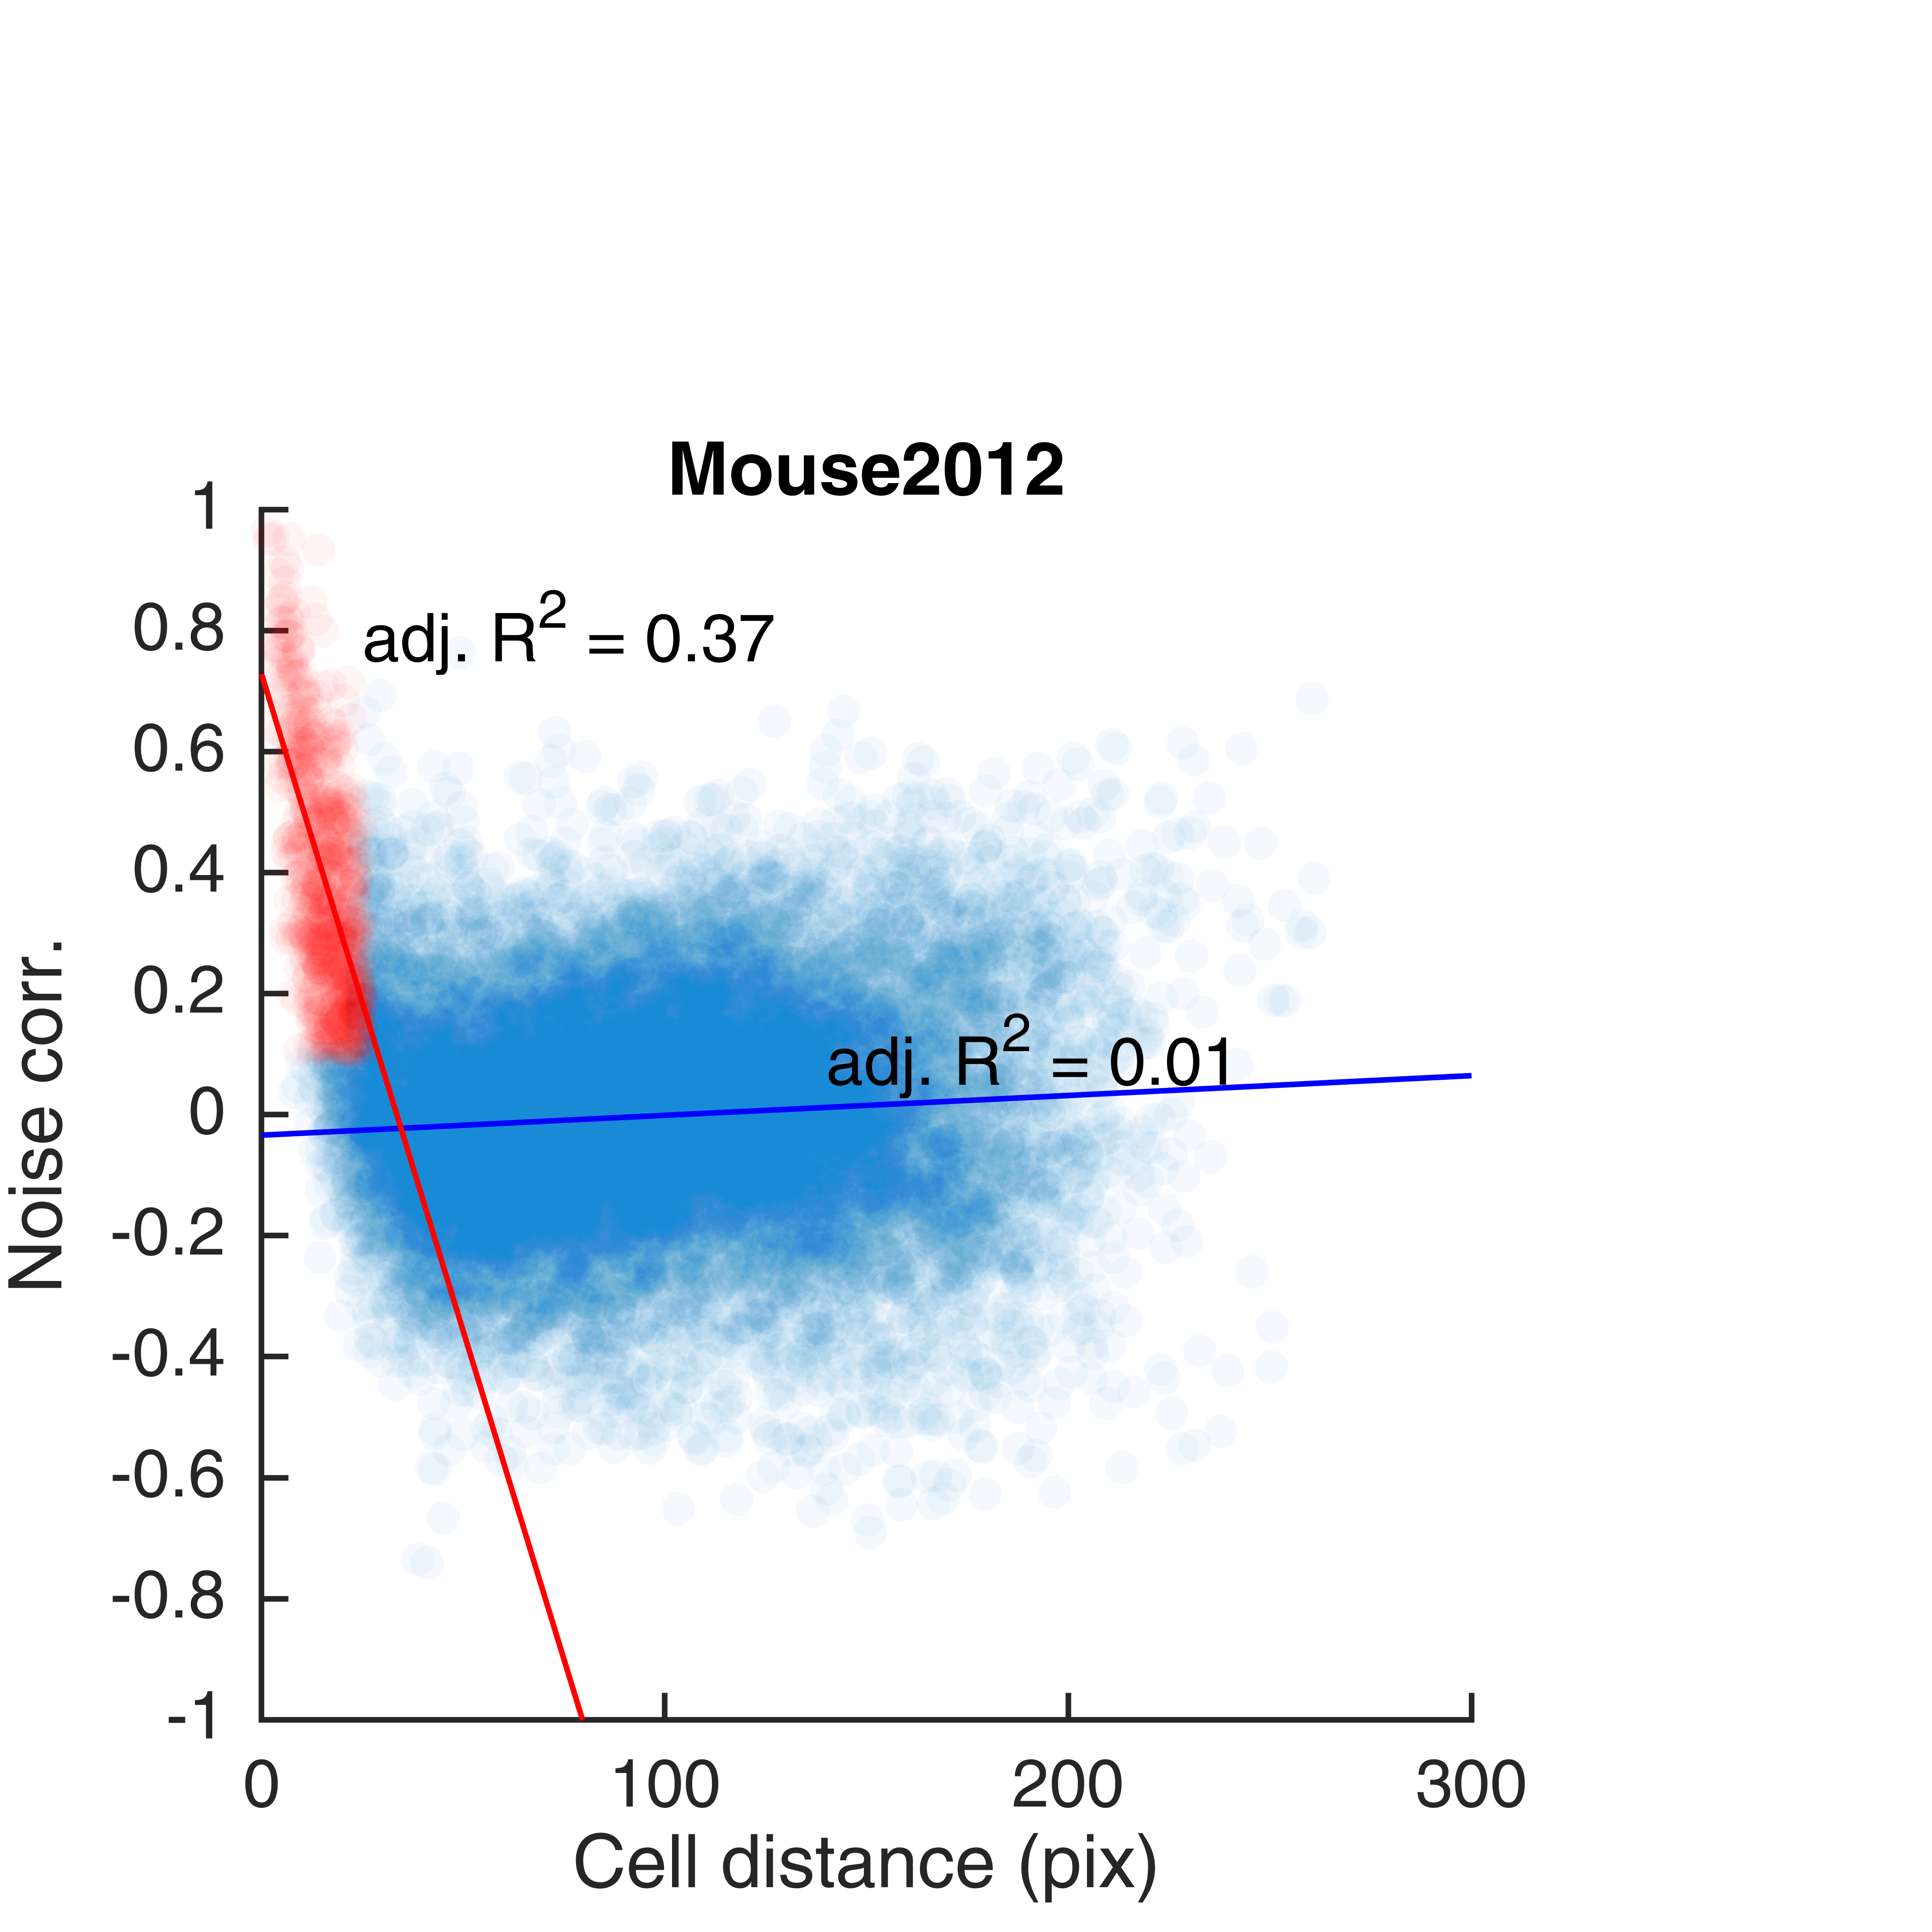 Mouse2012
1
0.8
0.6
0.4
0.2
0
-0.2
-0.4
-0.6
-0.8
-1
Noise corr.
adj. R² = 0.37
adj. R² = 0.01
0 100 200 300
Cell distance (pix)